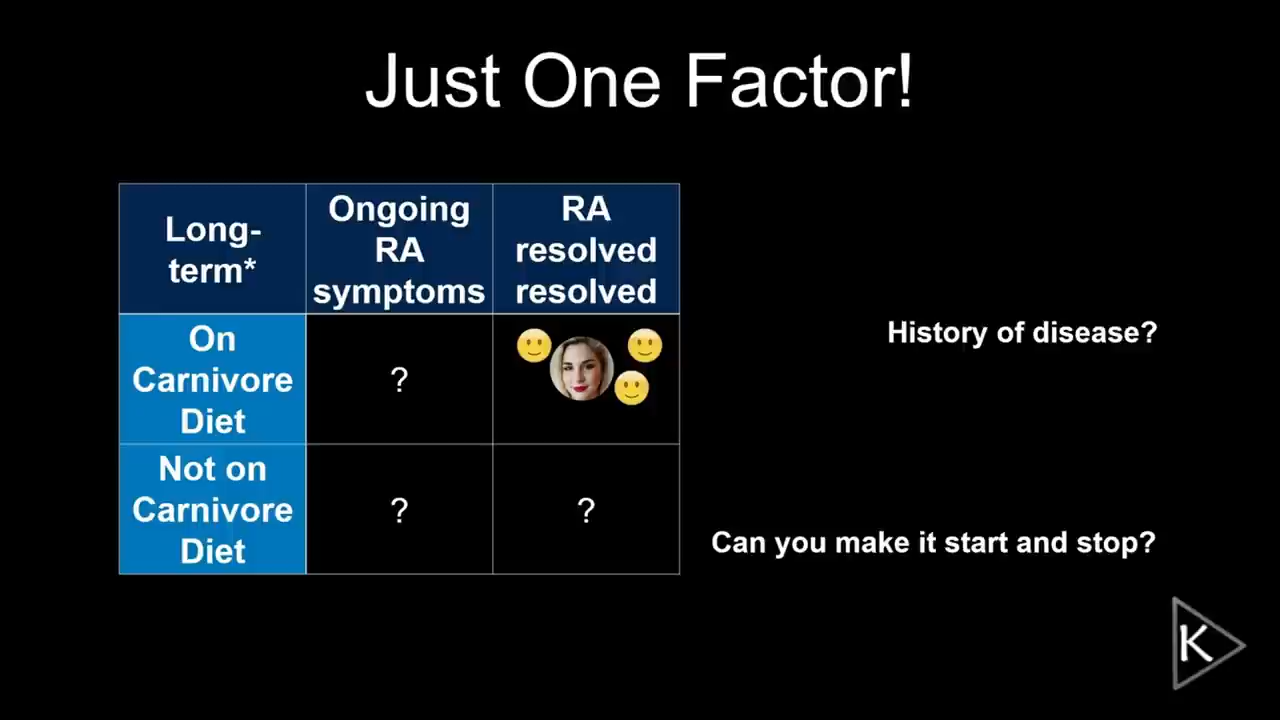 Just One Factor!
Long-
term*
Ongoing
RA
symptoms
RA
resolved
resolved
On
Carnivore
Diet
?
Not on
Carnivore
Diet
?
?
History of disease?
Can you make it start and stop?
K